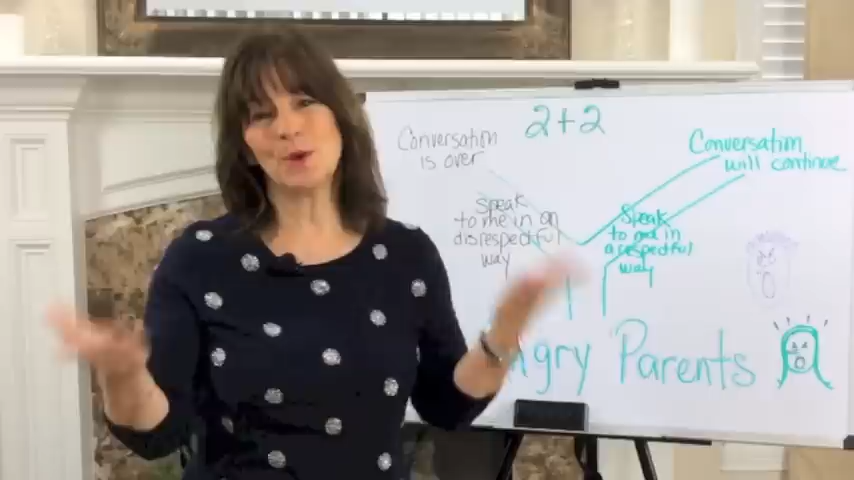 2+2
Conversation
is over
Conversation
will continue
Speak
to me in an
disrespectful
way
Speak
to me in
a respectful
way
Parents